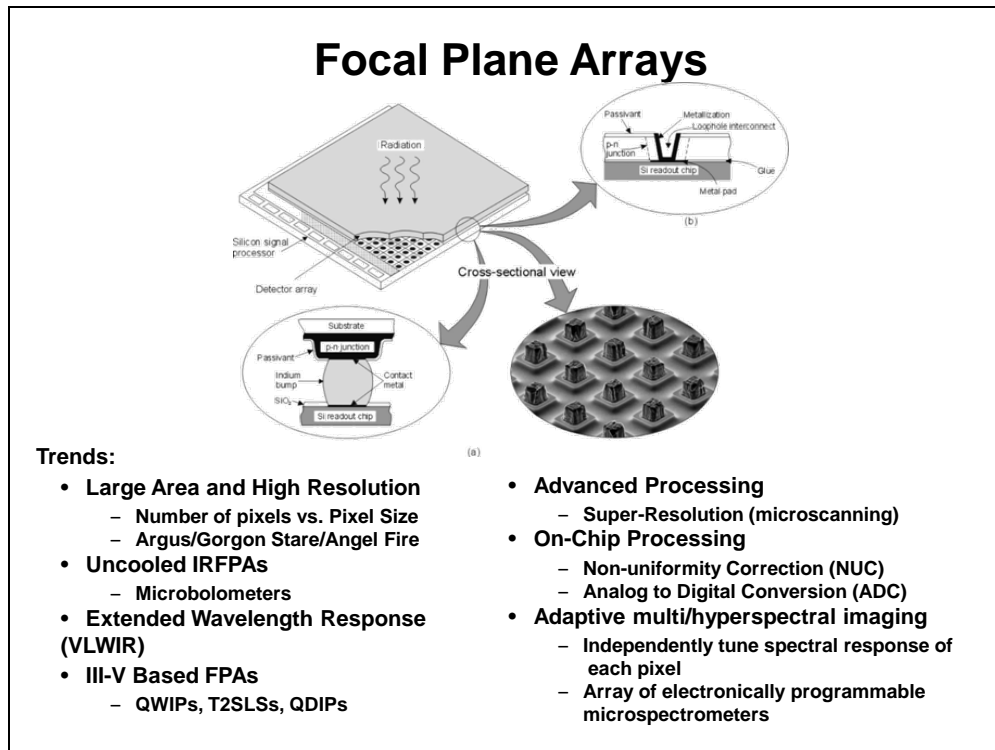 Focal Plane Arrays
Radiation
Silicon signal
processor
Detector array
Cross-sectional view
Passivant
Metallization
Loophole interconnect
p-n
junction
Si readout chip
Glue
Metal pad
(b)
Substrate
p-n junction
Passivant
Indium
bump
Contact
metal
SiO₂
Si readout chip
(a)
Trends:
• Large Area and High Resolution
– Number of pixels vs. Pixel Size
– Argus/Gorgon Stare/Angel Fire
• Uncooled IRFPAs
– Microbolometers
• Extended Wavelength Response
(VLWIR)
• III-V Based FPAs
– QWIPs, T2SLSs, QDIPs
• Advanced Processing
– Super-Resolution (microscanning)
• On-Chip Processing
– Non-uniformity Correction (NUC)
– Analog to Digital Conversion (ADC)
• Adaptive multi/hyperspectral imaging
– Independently tune spectral response of
each pixel
– Array of electronically programmable
microspectrometers